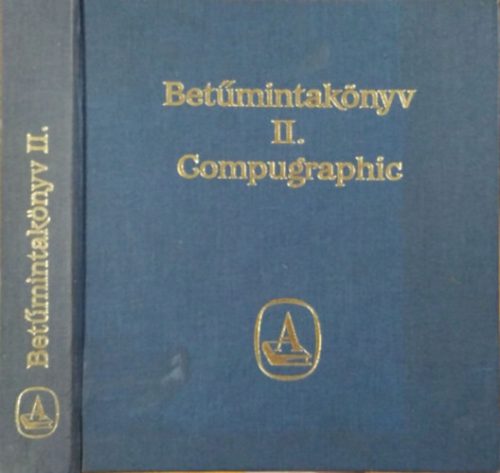 Betűmintakönyv II.
A
Betűmintakönyv
II.
Compugraphic
A